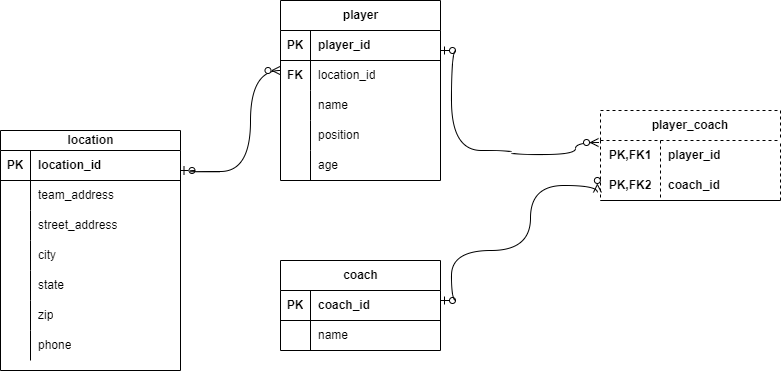 player
PK player_id
FK location_id
name
position
age
location
PK location_id
team_address
street_address
city
state
zip
phone
player_coach
PK,FK1 player_id
PK,FK2 coach_id
coach
PK coach_id
name